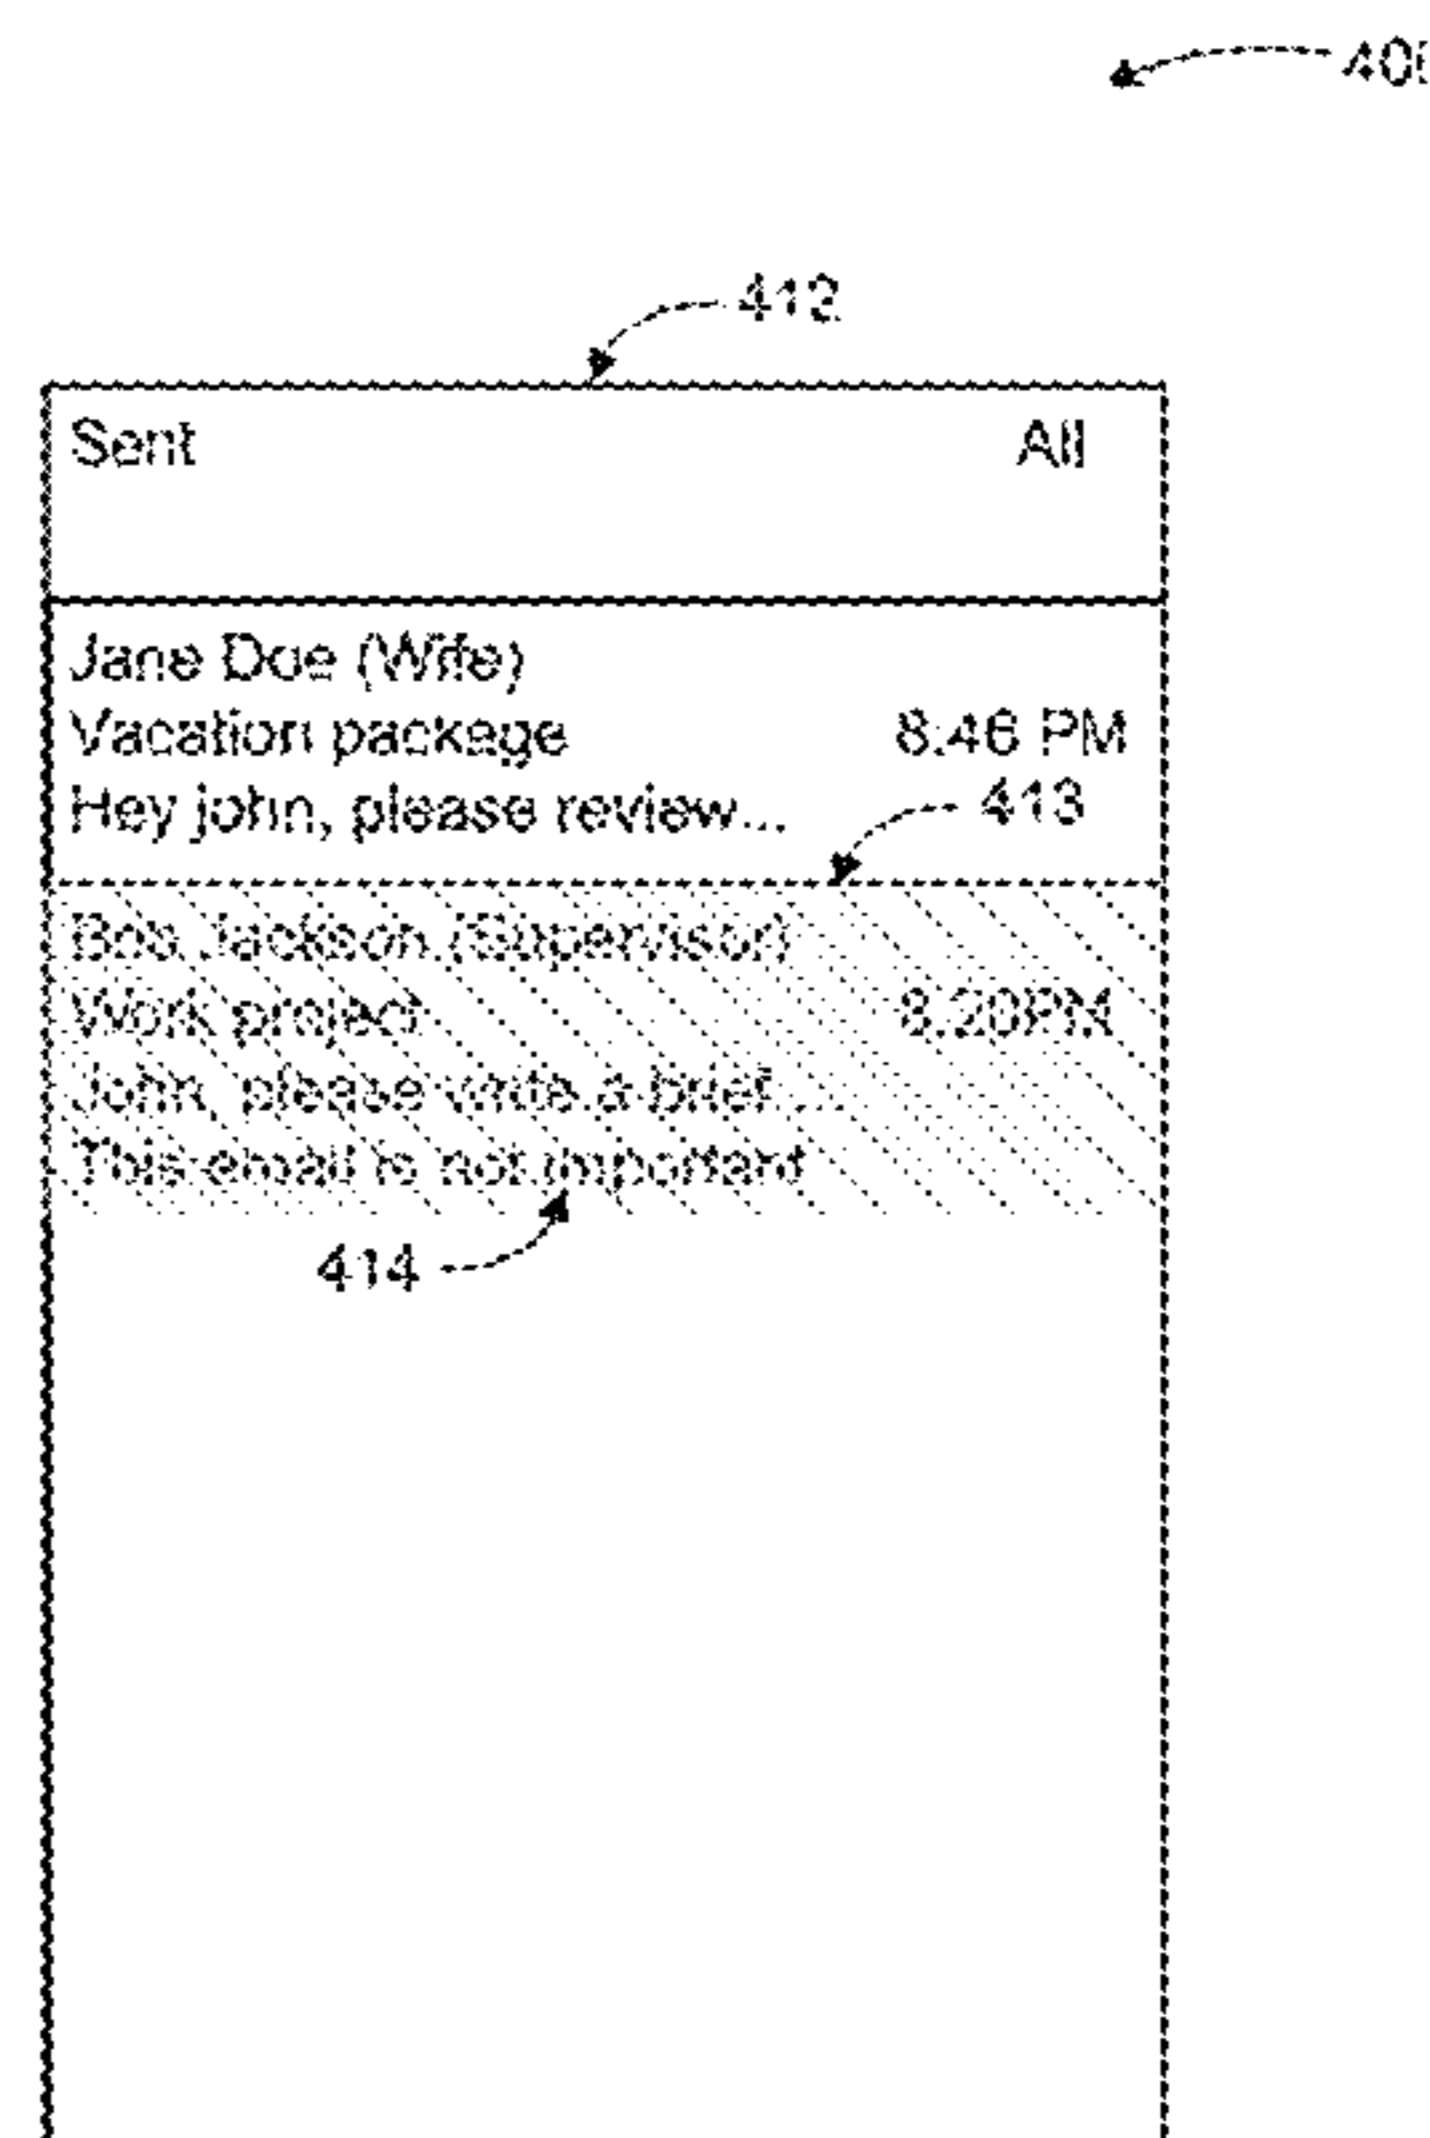 412
Sent All
Jane Doe (Wife)
Vacation package 8:46 PM
Hey john, please review...
413
Bob Jackson (Supervisor)
Work project 8:20PM
John, please write a brief....
This email is not important
414